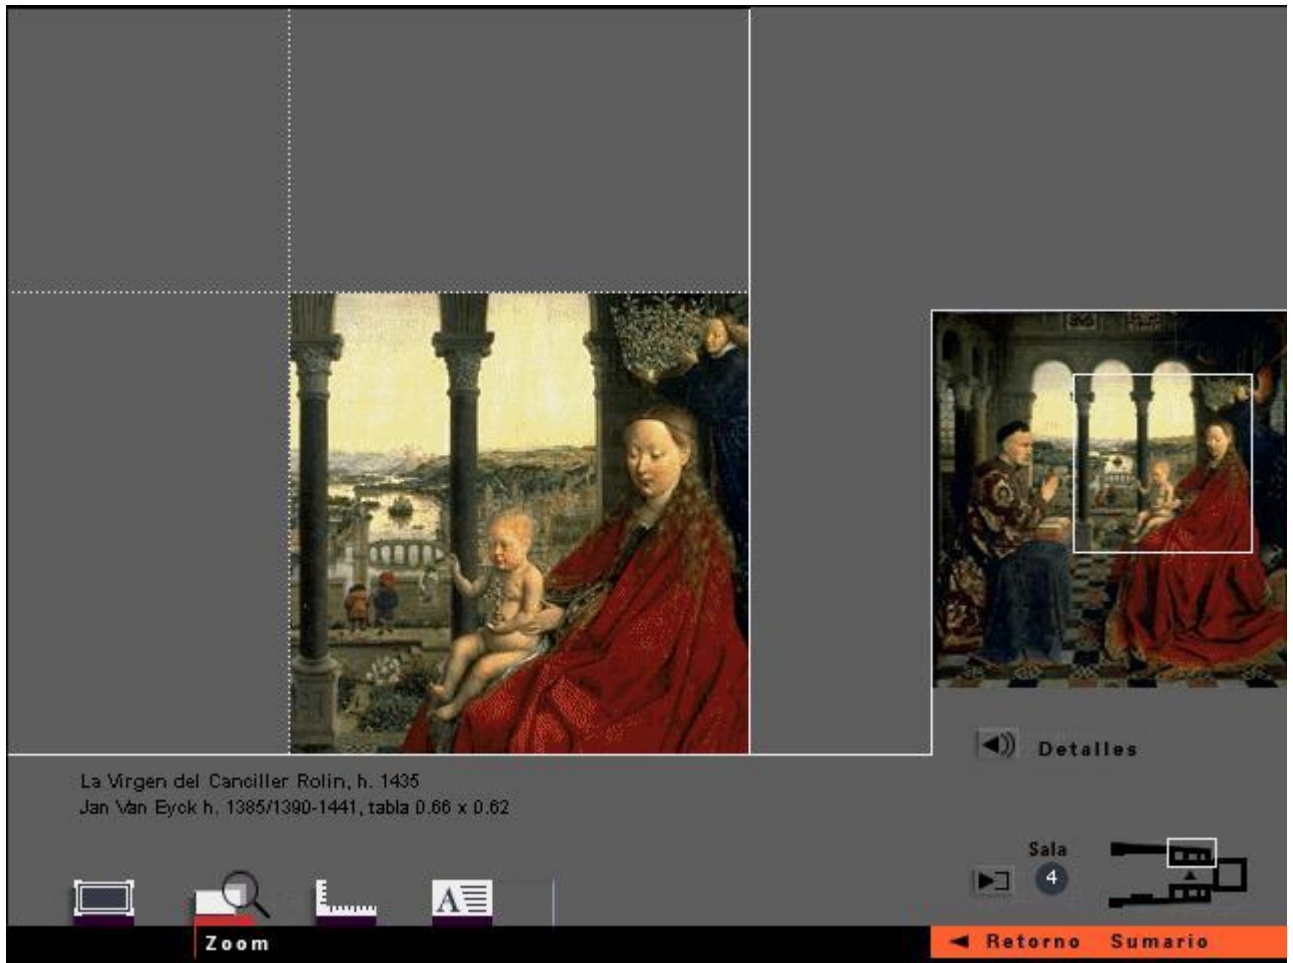 La Virgen del Canciller Rolin, h. 1435
Jan Van Eyck h. 1385/1390-1441, tabla 0.66 x 0.62
Detalles
Sala
4
A
Zoom
Retorno Sumario